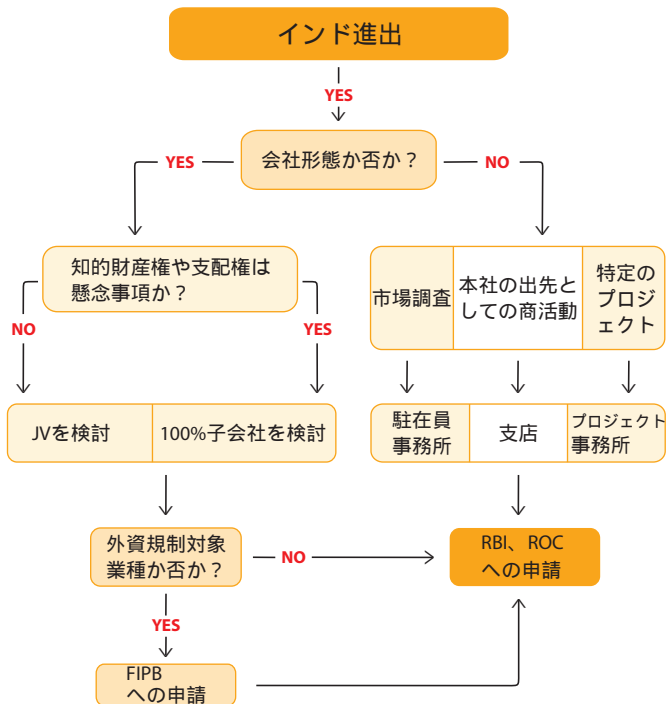 インド進出
YES
会社形態か否か？
YES
NO
知的財産権や支配権は
懸念事項か？
市場調査
本社の出先と
しての商活動
特定の
プロジ
ェクト
NO
YES
JVを検討
100%子会社を検討
駐在員
事務所
支店
プロジェクト
事務所
外資規制対象
業種か否か？
NO
RBI、ROC
への申請
YES
FIPB
への申請